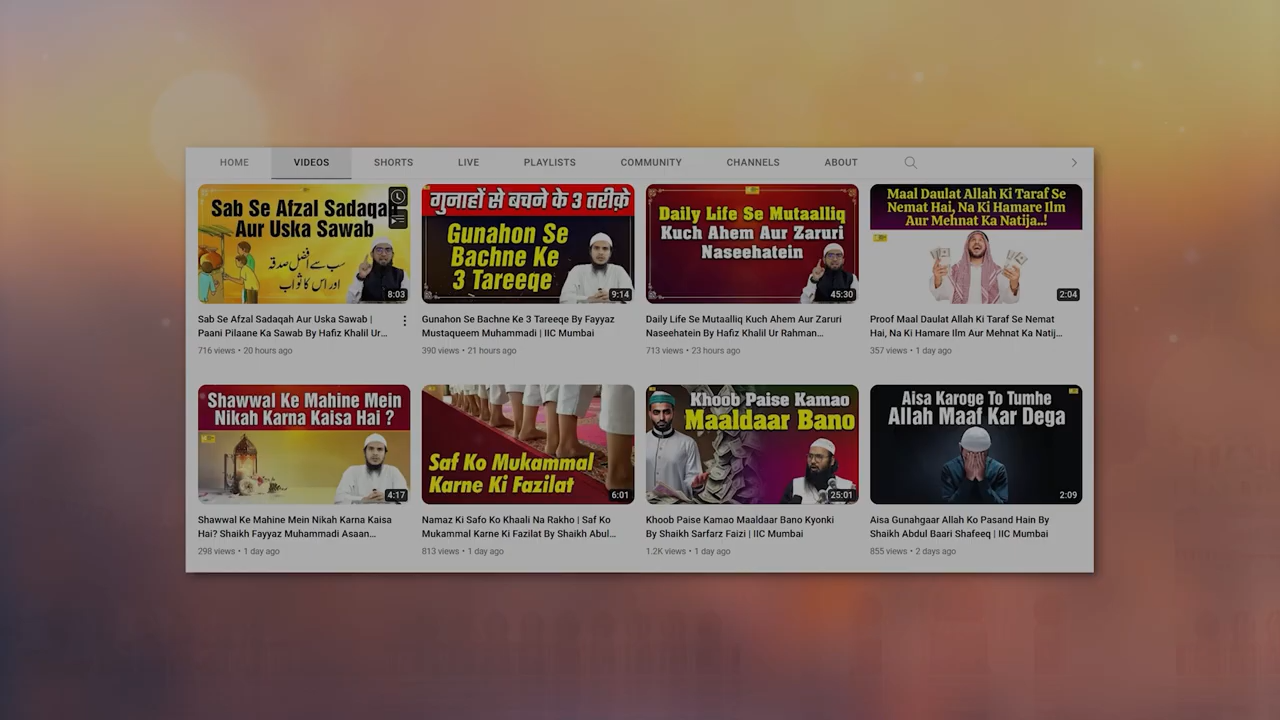 HOME VIDEOS SHORTS LIVE PLAYLISTS COMMUNITY CHANNELS ABOUT
Sab Se Afzal Sadaqah
Aur Uska Sawab
سب سے افضل صدقہ
اور اس کا ثواب
8:03
गुनाहों से बचने के 3 तरीक़े
Gunahon Se
Bachne Ke
3 Tareeqe
9:14
Daily Life Se Mutaalliq
Kuch Ahem Aur Zaruri
Naseehatein
45:30
Maal Daulat Allah Ki Taraf Se
Nemat Hai, Na Ki Hamare Ilm
Aur Mehnat Ka Natija..!
2:04
Sab Se Afzal Sadaqah Aur Uska Sawab |
Paani Pilaane Ka Sawab By Hafiz Khalil Ur...
716 views • 20 hours ago
Gunahon Se Bachne Ke 3 Tareeqe By Fayyaz
Mustaqueem Muhammadi | IIC Mumbai
390 views • 21 hours ago
Daily Life Se Mutaalliq Kuch Ahem Aur Zaruri
Naseehatein By Hafiz Khalil Ur Rahman...
713 views • 23 hours ago
Proof Maal Daulat Allah Ki Taraf Se Nemat
Hai, Na Ki Hamare Ilm Aur Mehnat Ka Natij...
357 views • 1 day ago
Shawwal Ke Mahine Mein
Nikah Karna Kaisa Hai ?
4:17
Saf Ko Mukammal
Karne Ki Fazilat
6:01
Khoob Paise Kamao
Maaldaar Bano
25:01
Aisa Karoge To Tumhe
Allah Maaf Kar Dega
2:09
Shawwal Ke Mahine Mein Nikah Karna Kaisa
Hai? Shaikh Fayyaz Muhammadi Asaan...
298 views • 1 day ago
Namaz Ki Safo Ko Khaali Na Rakho | Saf Ko
Mukammal Karne Ki Fazilat By Shaikh Abul...
813 views • 1 day ago
Khoob Paise Kamao Maaldaar Bano Kyonki
By Shaikh Sarfarz Faizi | IIC Mumbai
1.2K views • 1 day ago
Aisa Gunahgaar Allah Ko Pasand Hain By
Shaikh Abdul Baari Shafeeq | IIC Mumbai
855 views • 2 days ago